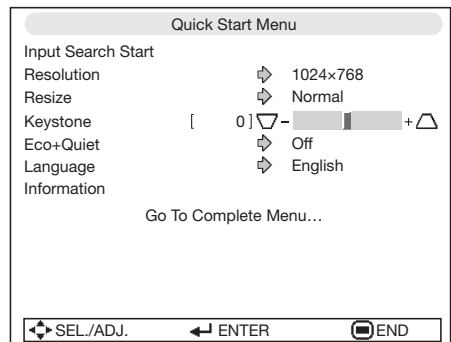 Quick Start Menu
Input Search Start
Resolution 1024×768
Resize Normal
Keystone [ 0 ] - +
Eco+Quiet Off
Language English
Information
Go To Complete Menu…
SEL./ADJ. ENTER END